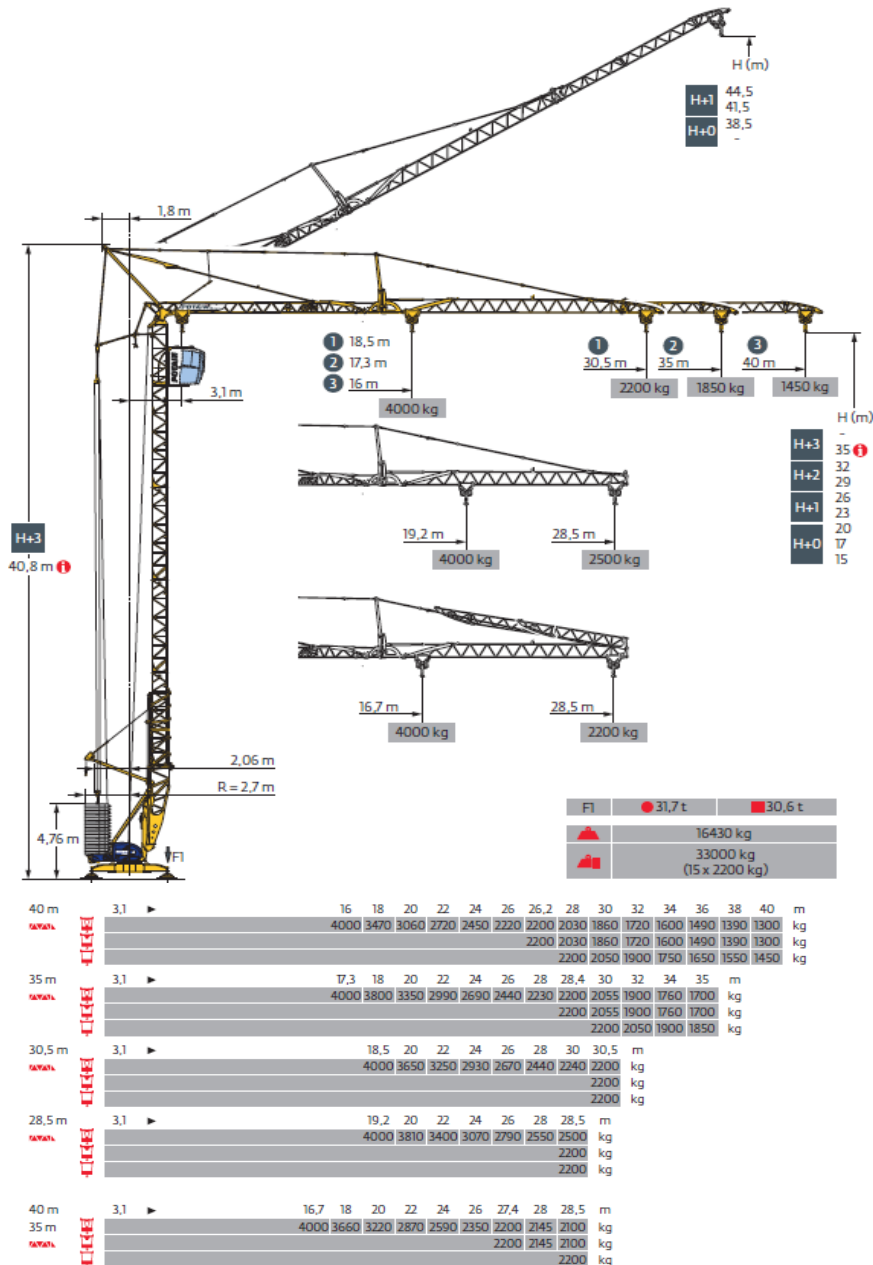 H (m)
H+1 44,5
41,5
H+0 38,5
-
1,8 m
POTAIN
1 18,5 m
2 17,3 m
3 16 m
4000 kg
3,1 m
1 30,5 m
2200 kg
2 35 m
1850 kg
3 40 m
1450 kg
H (m)
-
H+3 35 i
H+2 32
29
H+1 26
23
H+0 20
17
15
H+3
40,8 m i
19,2 m 28,5 m
4000 kg 2500 kg
16,7 m 28,5 m
4000 kg 2200 kg
2,06 m
R = 2,7 m
4,76 m
F1
F1 31,7 t 30,6 t
16430 kg
33000 kg
(15 x 2200 kg)
40 m 3,1 ► 16 18 20 22 24 26 26,2 28 30 32 34 36 38 40 m
4000 3470 3060 2720 2450 2220 2200 2030 1860 1720 1600 1490 1390 1300 kg
2200 2030 1860 1720 1600 1490 1390 1300 kg
2200 2050 1900 1750 1650 1550 1450 kg
35 m 3,1 ► 17,3 18 20 22 24 26 28 28,4 30 32 34 35 m
4000 3800 3350 2990 2690 2440 2230 2200 2055 1900 1760 1700 kg
2200 2055 1900 1760 1700 kg
2200 2050 1900 1850 kg
30,5 m 3,1 ► 18,5 20 22 24 26 28 30 30,5 m
4000 3650 3250 2930 2670 2440 2240 2200 kg
2200 kg
2200 kg
28,5 m 3,1 ► 19,2 20 22 24 26 28 28,5 m
4000 3810 3400 3070 2790 2550 2500 kg
2200 kg
2200 kg
40 m 3,1 ► 16,7 18 20 22 24 26 27,4 28 28,5 m
35 m 4000 3660 3220 2870 2590 2350 2200 2145 2100 kg
2200 2145 2100 kg
2200 kg